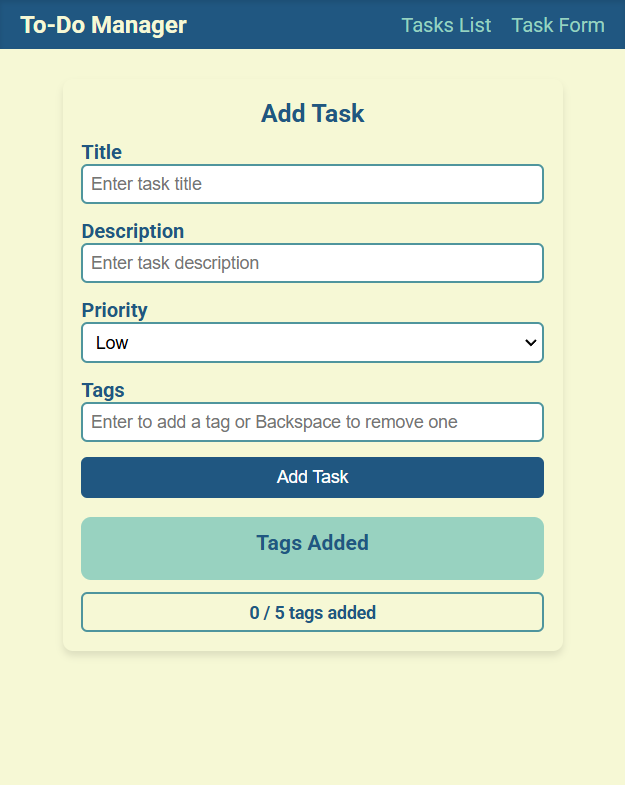 To-Do Manager Tasks List Task Form
Add Task
Title
Enter task title
Description
Enter task description
Priority
Low
Tags
Enter to add a tag or Backspace to remove one
Add Task
Tags Added
0 / 5 tags added